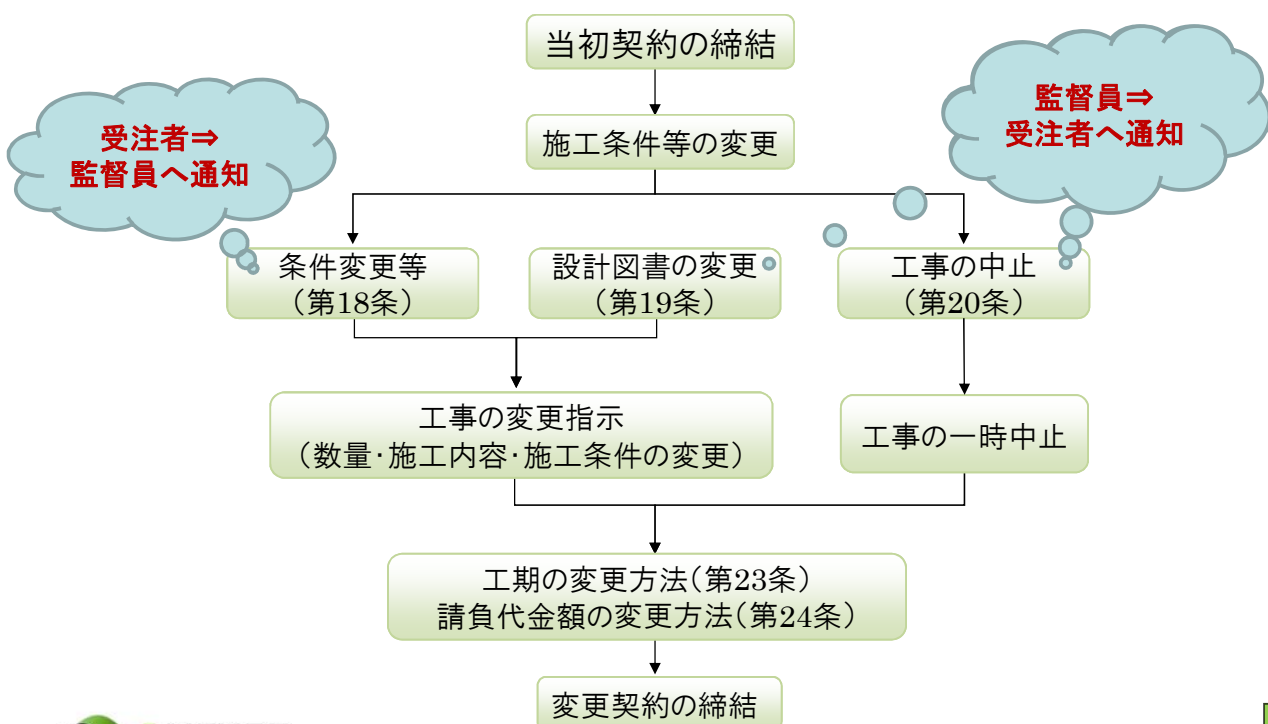 当初契約の締結
受注者⇒
監督員へ通知
監督員⇒
受注者へ通知
施工条件等の変更
条件変更等
（第18条）
設計図書の変更
（第19条）
工事の中止
（第20条）
工事の変更指示
（数量･施工内容･施工条件の変更）
工事の一時中止
工期の変更方法（第23条）
請負代金額の変更方法（第24条）
変更契約の締結